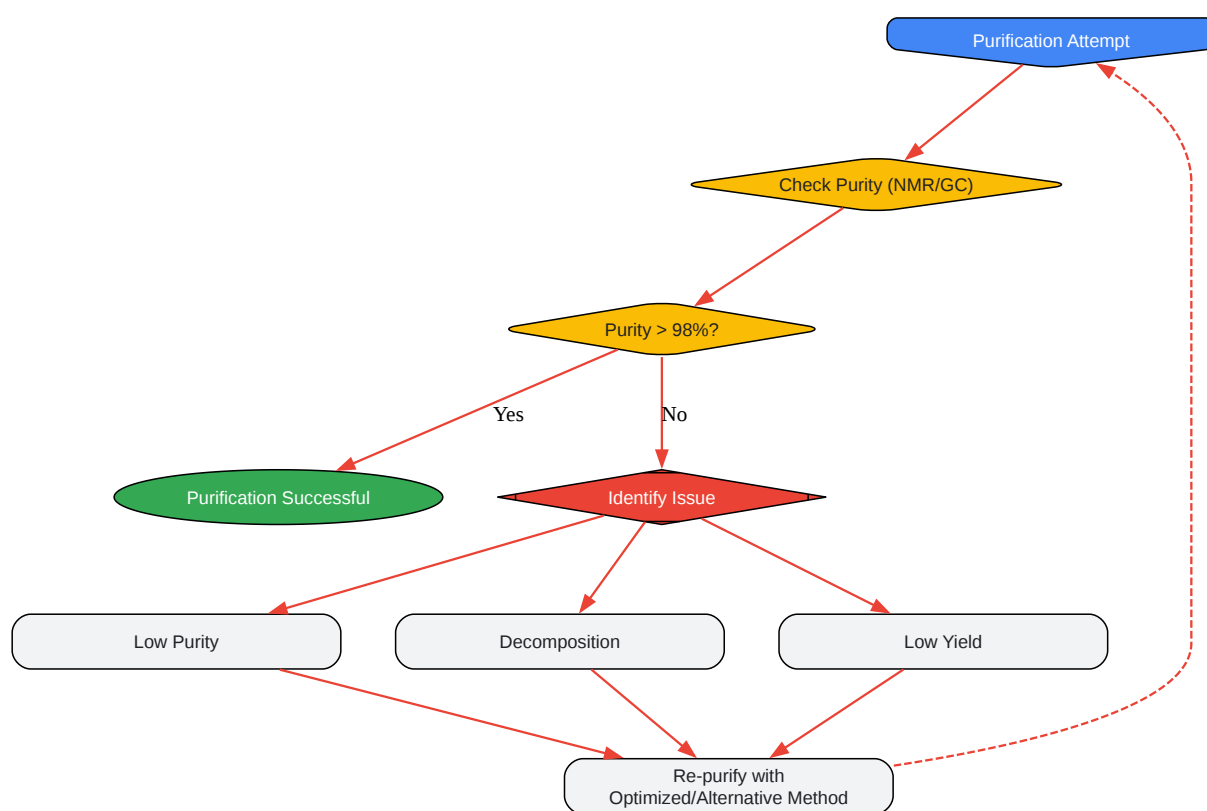 Purification Attempt
Check Purity (NMR/GC)
Purity > 98%?
Yes
No
Purification Successful
Identify Issue
Low Purity
Decomposition
Low Yield
Re-purify with
Optimized/Alternative Method